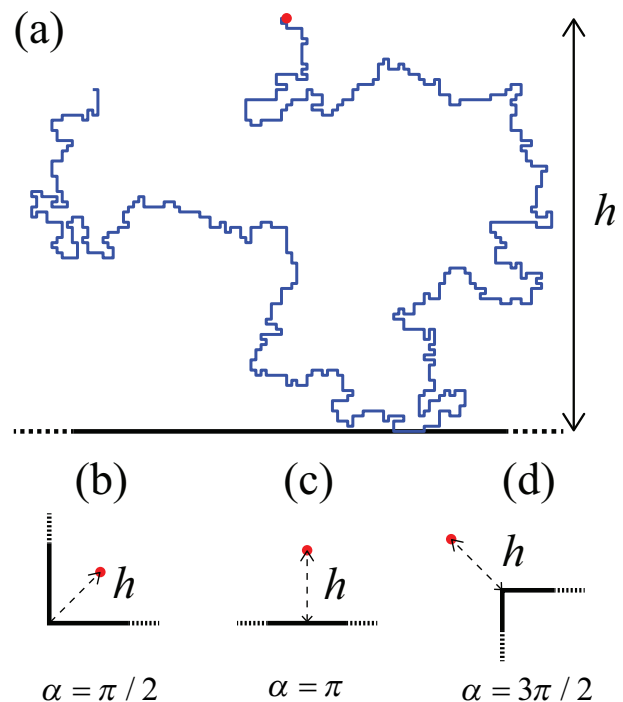 (a)
h
(b) (c) (d)
h h h
α = π / 2 α = π α = 3π / 2